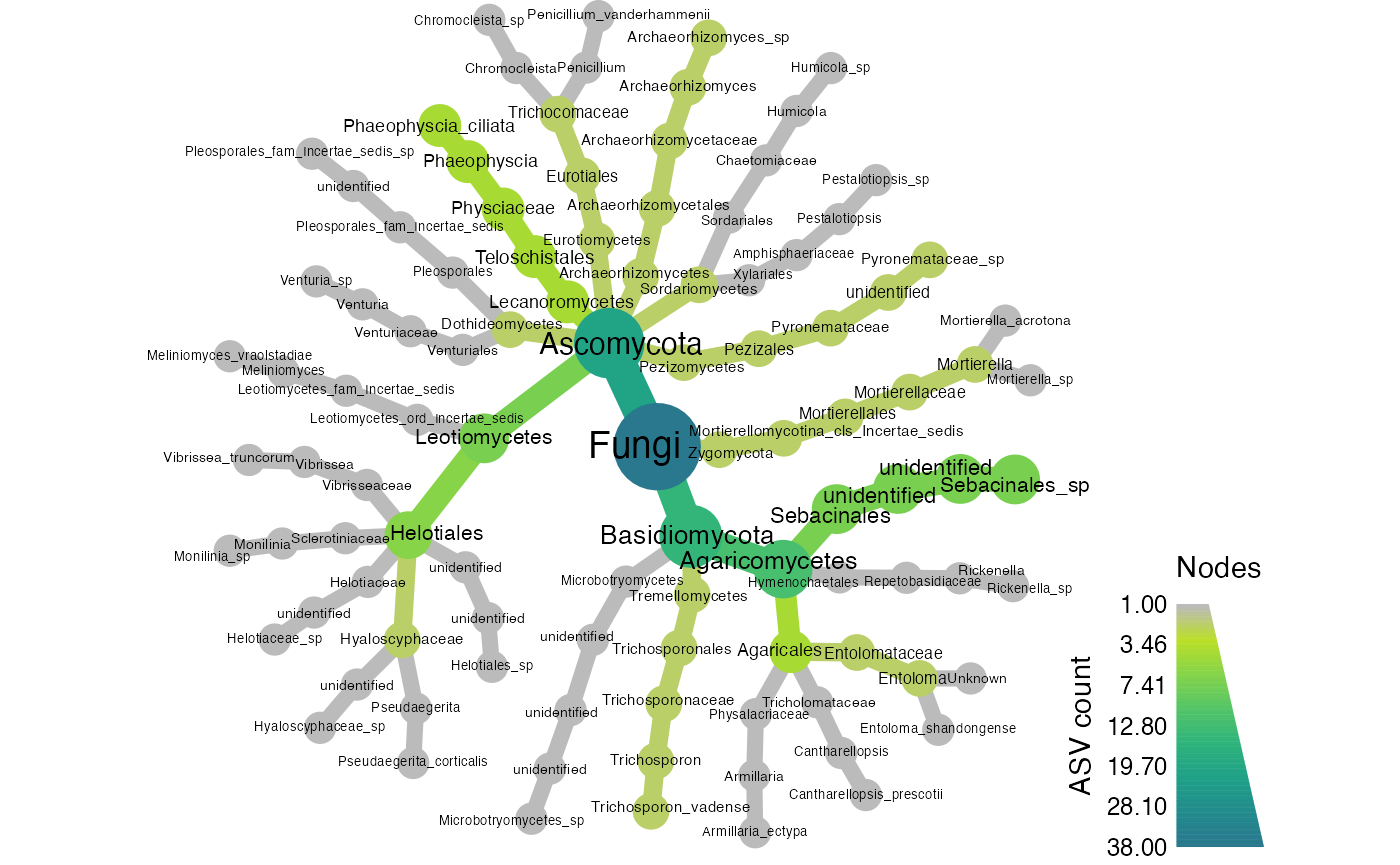 Chromocleista_sp
Penicillium_vanderhammenii
Archaeorhizomyces_sp
Chromocleista
Penicillium
Humicola_sp
Archaeorhizomyces
Trichocomaceae
Humicola
Phaeophyscia_ciliata
Archaeorhizomycetaceae
Pleosporales_fam_Incertae_sedis_sp
Phaeophyscia
Chaetomiaceae
unidentified
Eurotiales
Pestalotiopsis_sp
Physciaceae
Archaeorhizomycetales
Pleosporales_fam_Incertae_sedis
Sordariales
Pestalotiopsis
Eurotiomycetes
Teloschistales
Amphisphaeriaceae
Pyronemataceae_sp
Pleosporales
Archaeorhizomycetes
Xylariales
Venturia_sp
Sordariomycetes
unidentified
Venturia
Lecanoromycetes
Mortierella_acrotona
Venturiaceae
Dothideomycetes
Pyronemataceae
Venturiales
Ascomycota
Pezizales
Meliniomyces_vraolstadiae
Meliniomyces
Pezizomycetes
Mortierella
Mortierella_sp
Leotiomycetes_fam_Incertae_sedis
Mortierellaceae
Leotiomycetes_ord_Incertae_sedis
Mortierellales
Leotiomycetes
Fungi
Mortierellomycotina_cls_Incertae_sedis
Zygomycota
Vibrissea_truncorum
Vibrissea
Vibrisseaceae
unidentified
Sebacinales_sp
unidentified
Sebacinales
Monilinia_sp
Monilinia
Sclerotiniaceae
Helotiales
Basidiomycota
Agaricomycetes
Helotiaceae
unidentified
Microbotryomycetes
Tremellomycetes
Hymenochaetales
Repetobasidiaceae
Rickenella
Rickenella_sp
unidentified
Helotiaceae_sp
Hyaloscyphaceae
unidentified
unidentified
Trichosporonales
Agaricales
Entolomataceae
Helotiales_sp
Entoloma
Unknown
unidentified
Pseudaegerita
unidentified
Trichosporonaceae
Physalacriaceae
Tricholomataceae
Hyaloscyphaceae_sp
Entoloma_shandongense
Pseudaegerita_corticalis
unidentified
Trichosporon
Cantharellopsis
Armillaria
Microbotryomycetes_sp
Trichosporon_vadense
Cantharellopsis_prescotii
Armillaria_ectypa
Nodes
ASV count
1.00
3.46
7.41
12.80
19.70
28.10
38.00